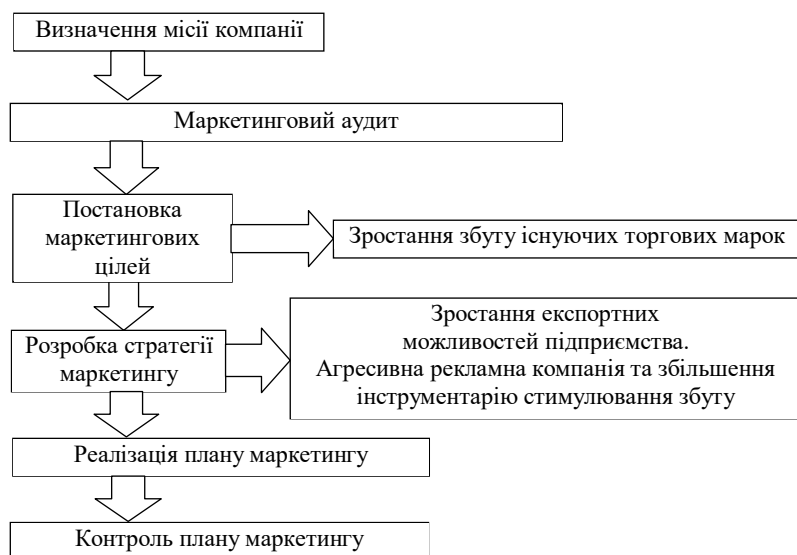 Визначення місії компанії
Маркетинговий аудит
Постановка
маркетингових
цілей
Зростання збуту існуючих торгових марок
Розробка стратегії
маркетингу
Зростання експортних
можливостей підприємства.
Агресивна рекламна компанія та збільшення
інструментарію стимулювання збуту
Реалізація плану маркетингу
Контроль плану маркетингу